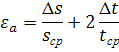 ε_a = Δs/s_cp + 2 Δt/t_cp